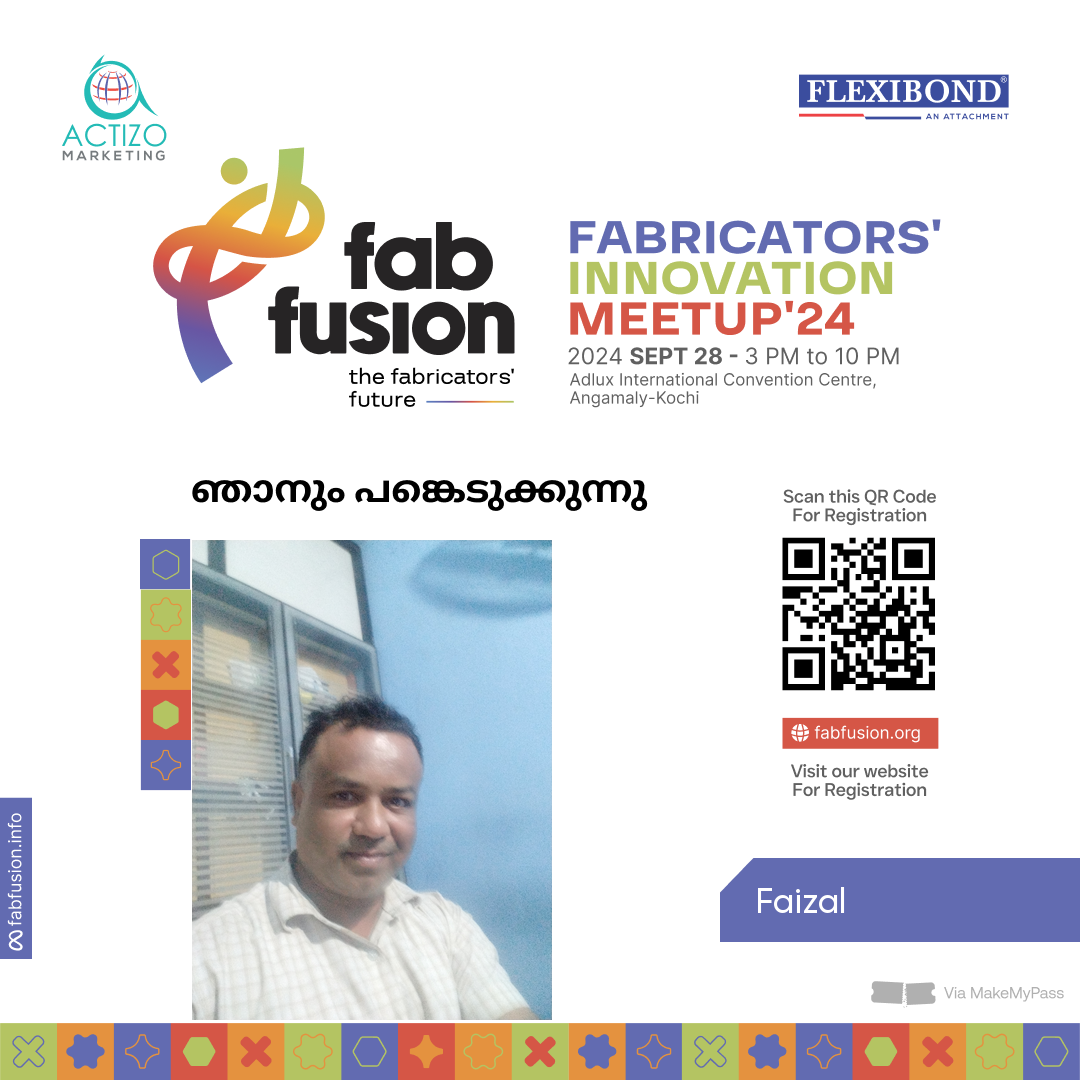 ACTIZO
MARKETING
FLEXIBOND®
AN ATTACHMENT
fab
fusion
the fabricators'
future
FABRICATORS'
INNOVATION
MEETUP'24
2024 SEPT 28 - 3 PM to 10 PM
Adlux International Convention Centre,
Angamaly-Kochi
ഞാനും പങ്കെടുക്കുന്നു
Scan this QR Code
For Registration
fabfusion.org
Visit our website
For Registration
fabfusion.info
Faizal
Via MakeMyPass